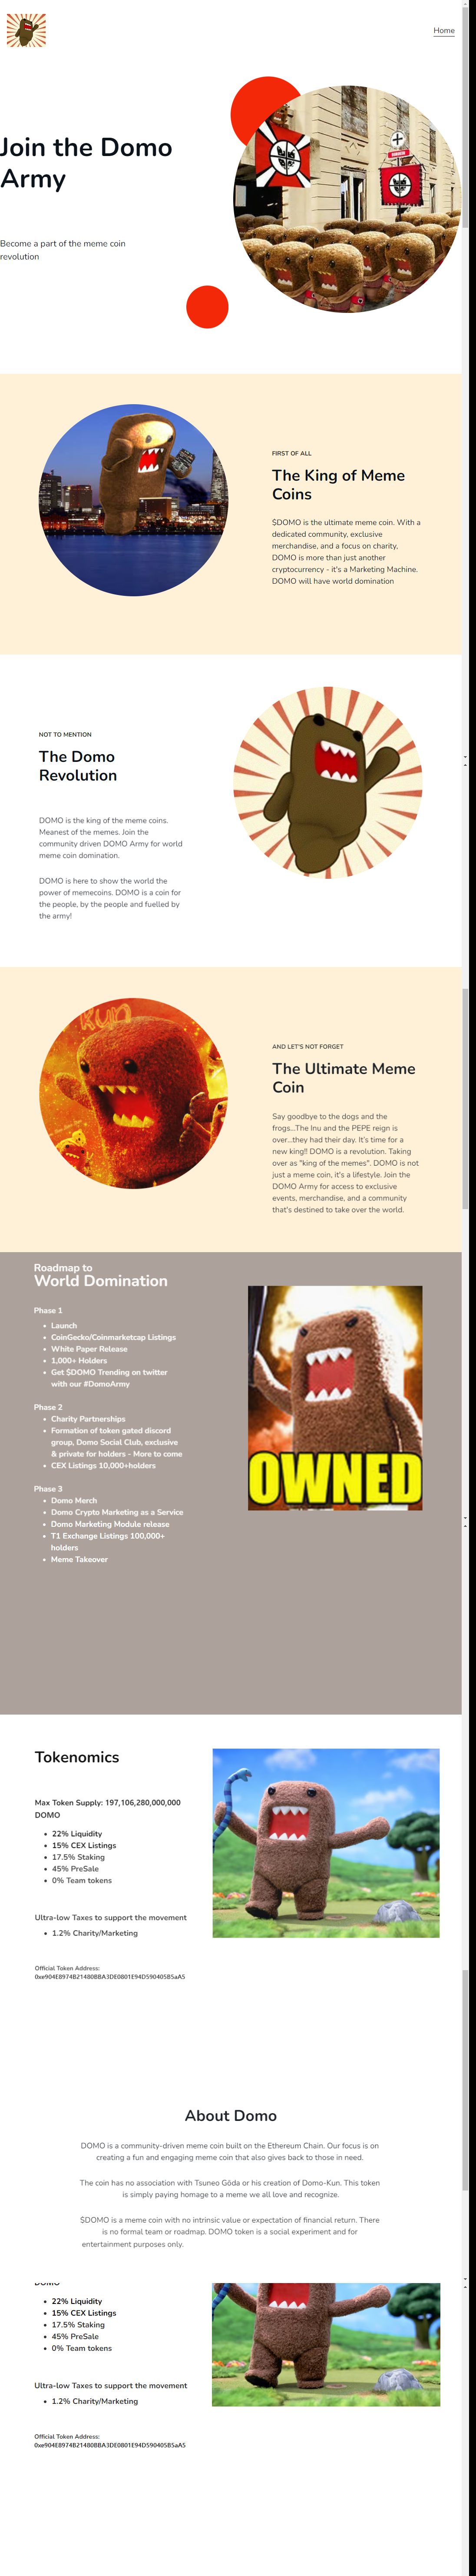 Home
Join the Domo
Army
Become a part of the meme coin
revolution
FIRST OF ALL
The King of Meme
Coins
$DOMO is the ultimate meme coin. With a
dedicated community, exclusive
merchandise, and a focus on charity,
DOMO is more than just another
cryptocurrency - it's a Marketing Machine.
DOMO will have world domination
NOT TO MENTION
The Domo
Revolution
DOMO is the king of the meme coins.
Meanest of the memes. Join the
community driven DOMO Army for world
meme coin domination.
DOMO is here to show the world the
power of memecoins. DOMO is a coin for
the people, by the people and fuelled by
the army!
KUN
AND LET'S NOT FORGET
The Ultimate Meme
Coin
Say goodbye to the dogs and the
frogs...The Inu and the PEPE reign is
over...they had their day. It's time for a
new king!! DOMO is a revolution. Taking
over as "king of the memes". DOMO is not
just a meme coin, it's a lifestyle. Join the
DOMO Army for access to exclusive
events, merchandise, and a community
that's destined to take over the world.
Roadmap to
World Domination
Phase 1
• Launch
• CoinGecko/Coinmarketcap Listings
• White Paper Release
• 1,000+ Holders
• Get $DOMO Trending on twitter
with our #DomoArmy
Phase 2
• Charity Partnerships
• Formation of token gated discord
group, Domo Social Club, exclusive
& private for holders - More to come
• CEX Listings 10,000+holders
Phase 3
• Domo Merch
• Domo Crypto Marketing as a Service
• Domo Marketing Module release
• T1 Exchange Listings 100,000+
holders
• Meme Takeover
OWNED
Tokenomics
Max Token Supply: 197,106,280,000,000
DOMO
• 22% Liquidity
• 15% CEX Listings
• 17.5% Staking
• 45% PreSale
• 0% Team tokens
Ultra-low Taxes to support the movement
• 1.2% Charity/Marketing
Official Token Address:
0xe904E8974B21480BBA3DE0801E94D590405B5aA5
About Domo
DOMO is a community-driven meme coin built on the Ethereum Chain. Our focus is on
creating a fun and engaging meme coin that also gives back to those in need.
The coin has no association with Tsuneo Gōda or his creation of Domo-Kun. This token
is simply paying homage to a meme we all love and recognize.
$DOMO is a meme coin with no intrinsic value or expectation of financial return. There
is no formal team or roadmap. DOMO token is a social experiment and for
entertainment purposes only.
DOMO
• 22% Liquidity
• 15% CEX Listings
• 17.5% Staking
• 45% PreSale
• 0% Team tokens
Ultra-low Taxes to support the movement
• 1.2% Charity/Marketing
Official Token Address:
0xe904E8974B21480BBA3DE0801E94D590405B5aA5